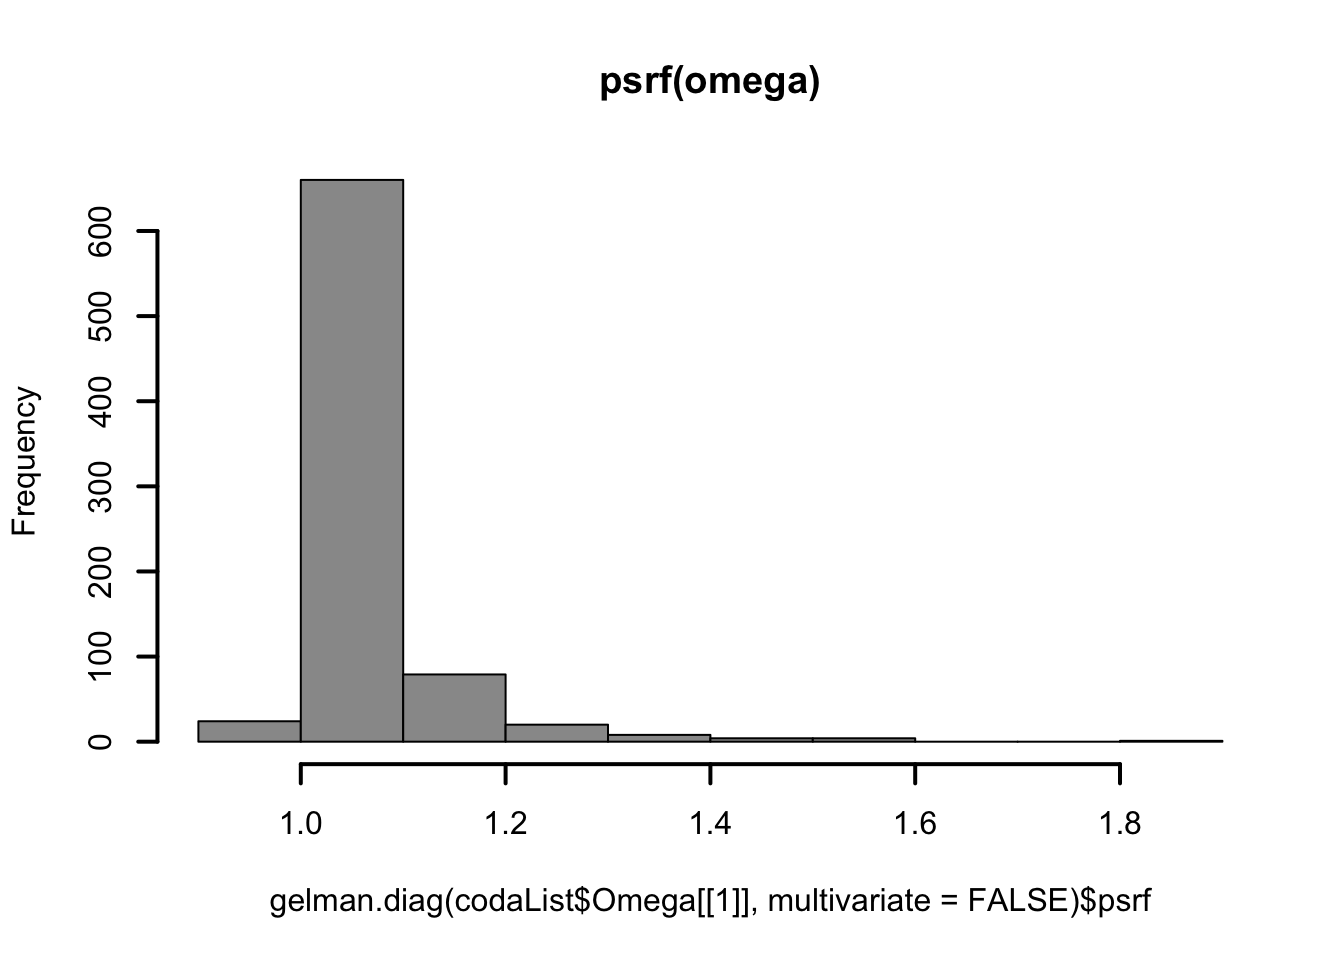 psrf(omega)
Frequency
600
500
400
300
200
100
0
1.0 1.2 1.4 1.6 1.8
gelman.diag(codaList$Omega[[1]], multivariate = FALSE)$psrf